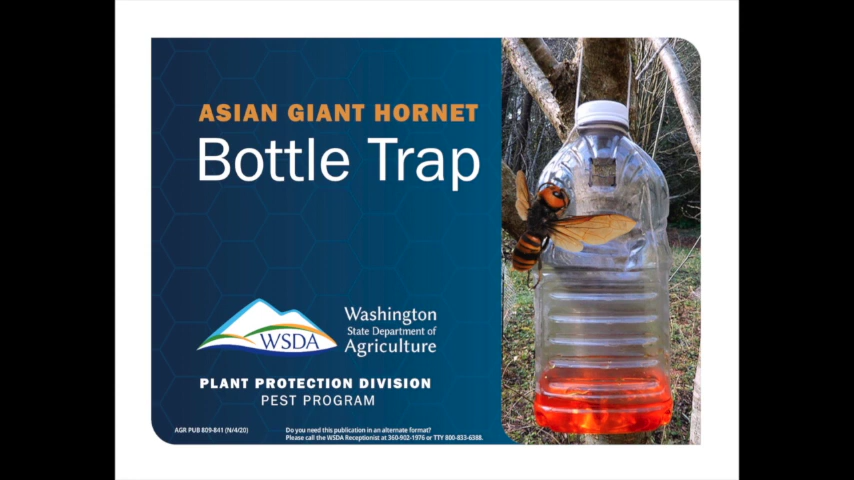 ASIAN GIANT HORNET
Bottle Trap
WSDA
Washington
State Department of
Agriculture
PLANT PROTECTION DIVISION
PEST PROGRAM
AGR PUB 809-841 (N/4/20)
Do you need this publication in an alternate format?
Please call the WSDA Receptionist at 360-902-1976 or TTY 800-833-6388.